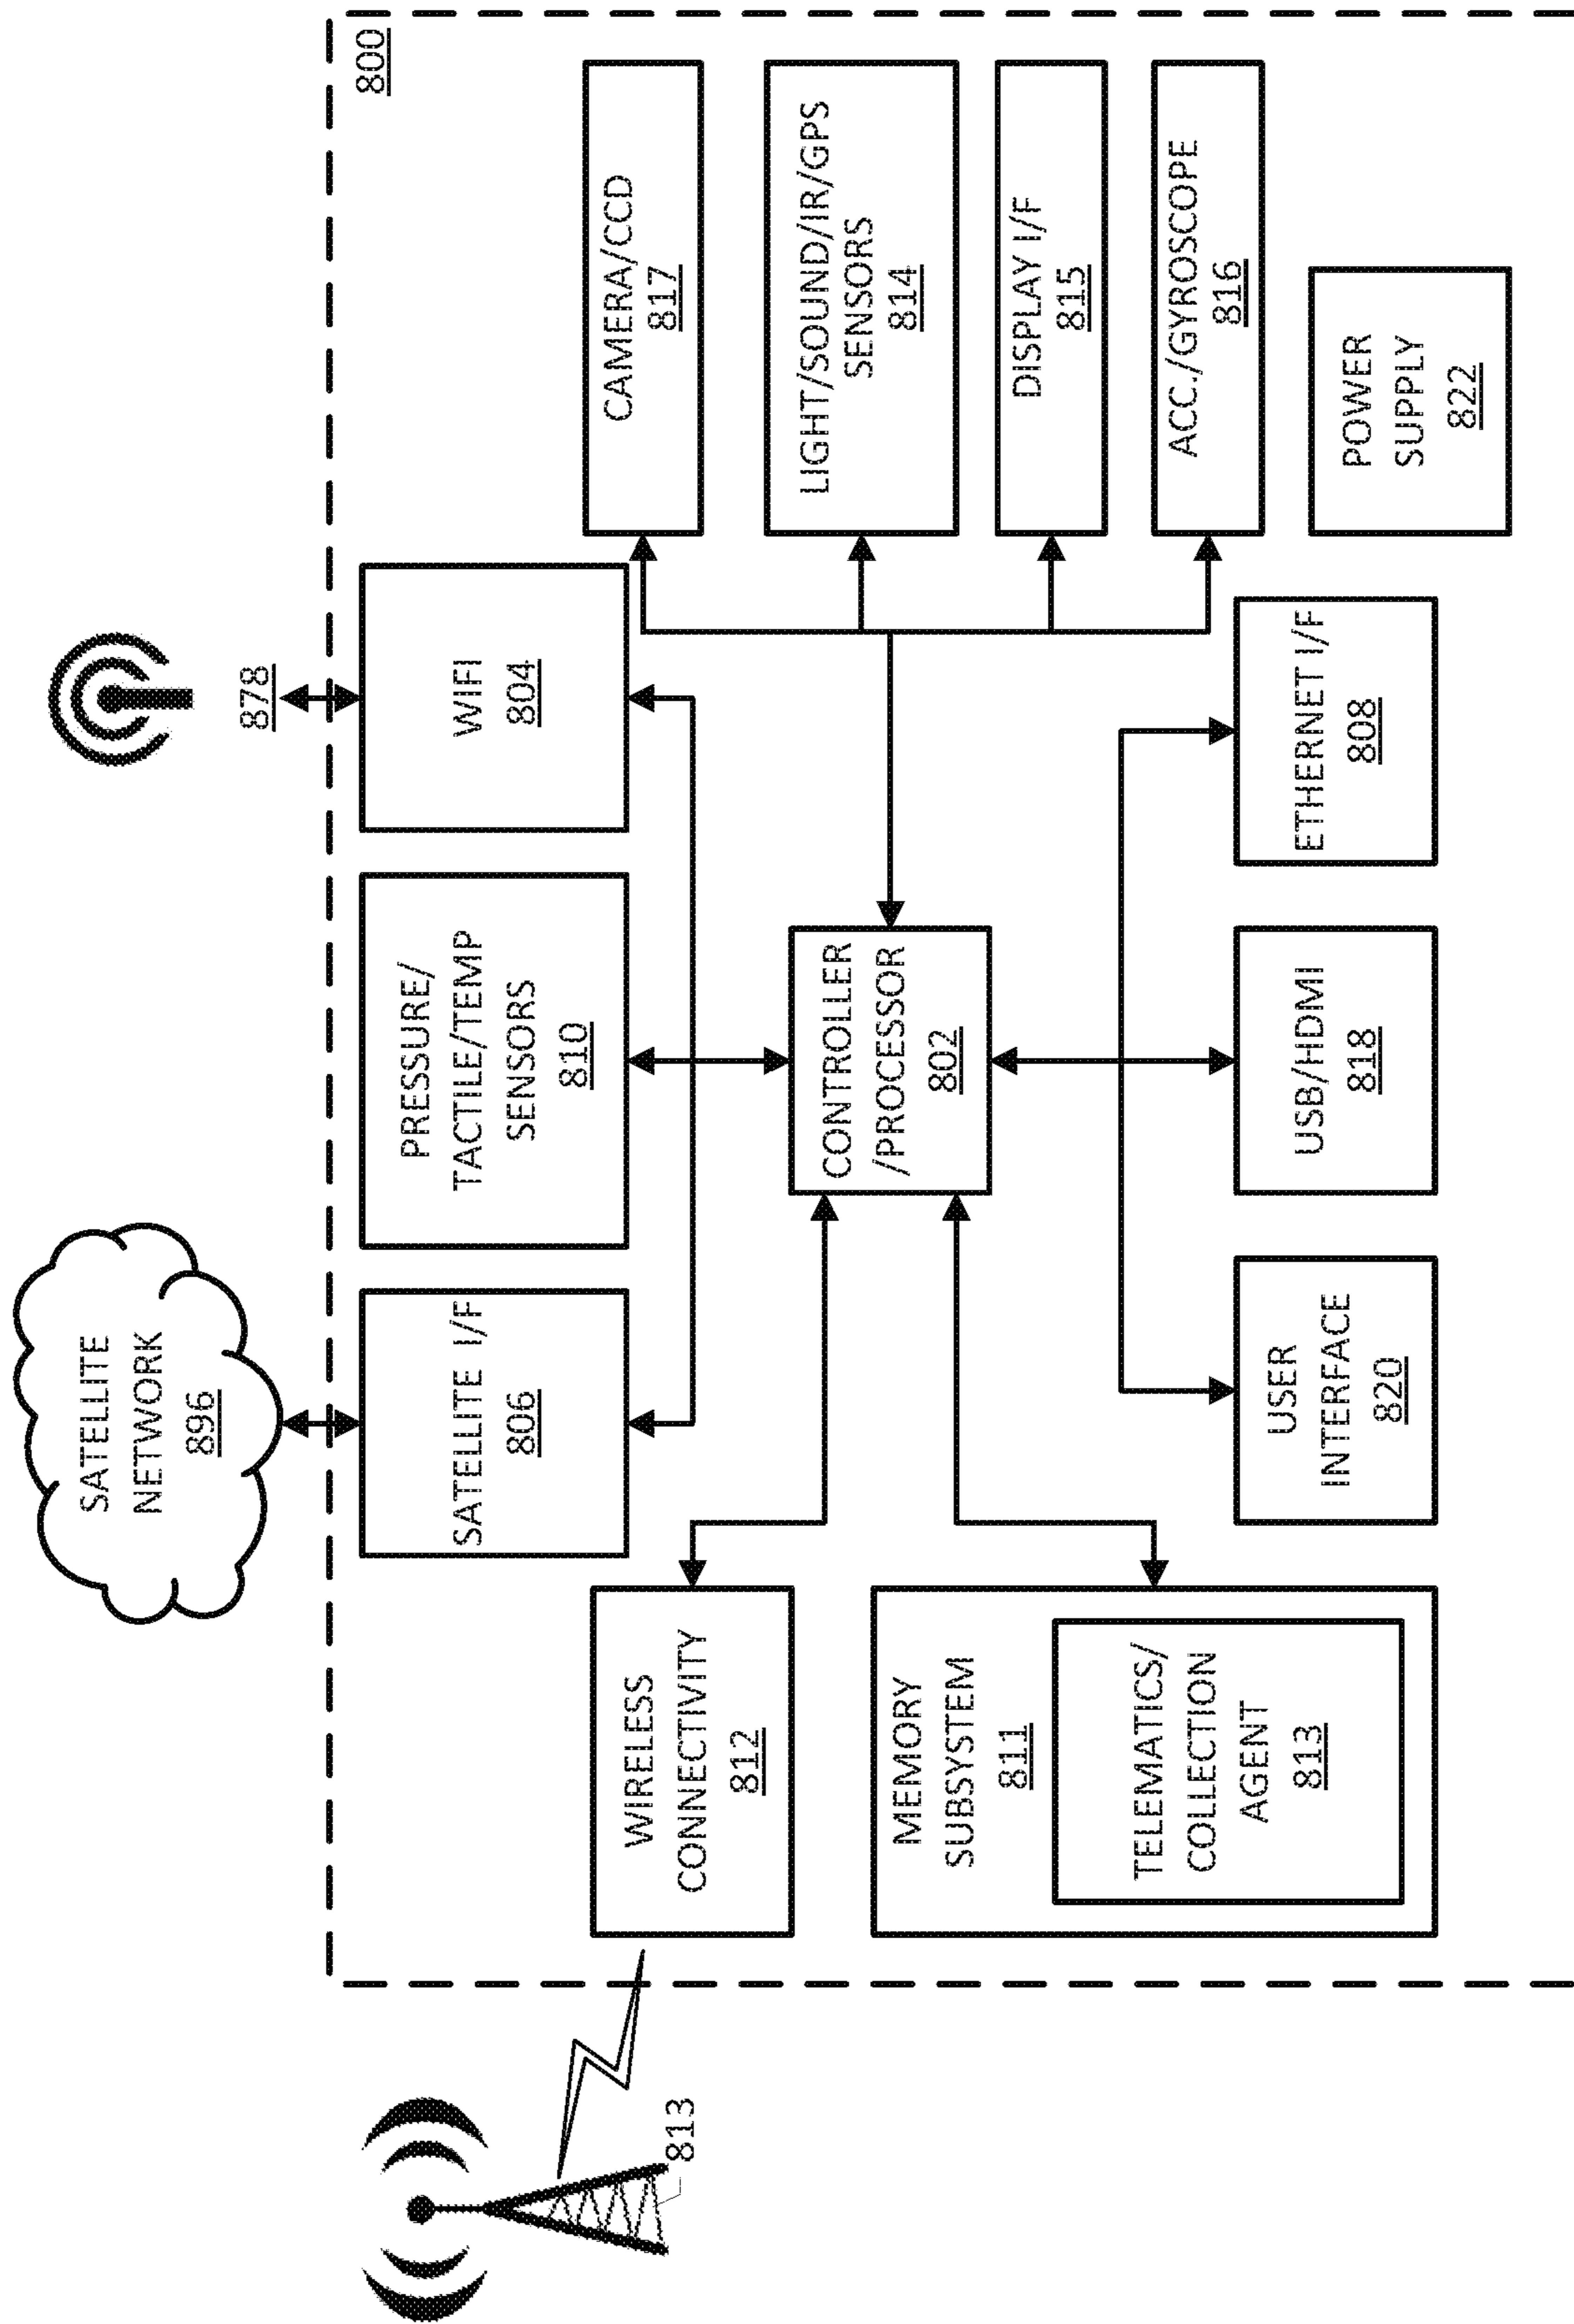 SATELLITE
NETWORK
896
878
800
813
SATELLITE I/F
806
PRESSURE/
TACTILE/TEMP
SENSORS
810
WIFI
804
WIRELESS
CONNECTIVITY
812
CONTROLLER
/PROCESSOR
802
CAMERA/CCD
817
LIGHT/SOUND/IR/GPS
SENSORS
814
DISPLAY I/F
815
ACC./GYROSCOPE
816
MEMORY
SUBSYSTEM
811
TELEMATICS/
COLLECTION
AGENT
813
USER
INTERFACE
820
USB/HDMI
818
ETHERNET I/F
808
POWER
SUPPLY
822